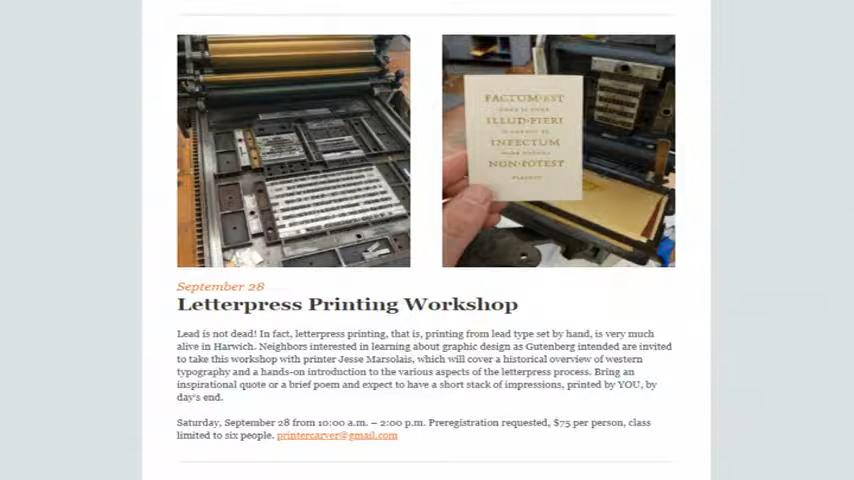 FACTUM·EST
ILLUD·FIERI
INFECTUM
NON·POTEST
September 28
Letterpress Printing Workshop
Lead is not dead! In fact, letterpress printing, that is, printing from lead type set by hand, is very much
alive in Harwich. Neighbors interested in learning about graphic design as Gutenberg intended are invited
to take this workshop with printer Jesse Marsolais, which will cover a historical overview of western
typography and a hands-on introduction to the various aspects of the letterpress process. Bring an
inspirational quote or a brief poem and expect to have a short stack of impressions, printed by YOU, by
day's end.
Saturday, September 28 from 10:00 a.m. – 2:00 p.m. Preregistration requested, $75 per person, class
limited to six people. printercarver@gmail.com